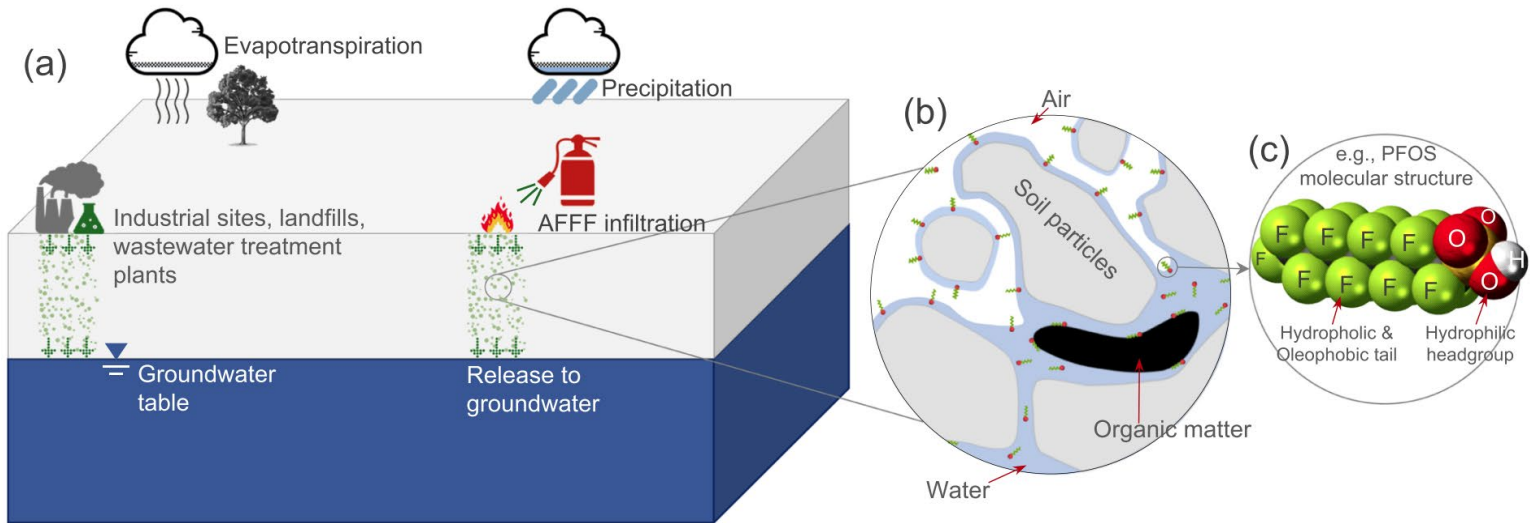 (a)
Evapotranspiration
Precipitation
Industrial sites, landfills,
wastewater treatment
plants
AFFF infiltration
Groundwater
table
Release to
groundwater
(b)
Air
Soil particles
Organic matter
Water
(c)
e.g., PFOS
molecular structure
F F F F O O
F F F F F O H
Hydropholic &
Oleophobic tail
Hydrophilic
headgroup